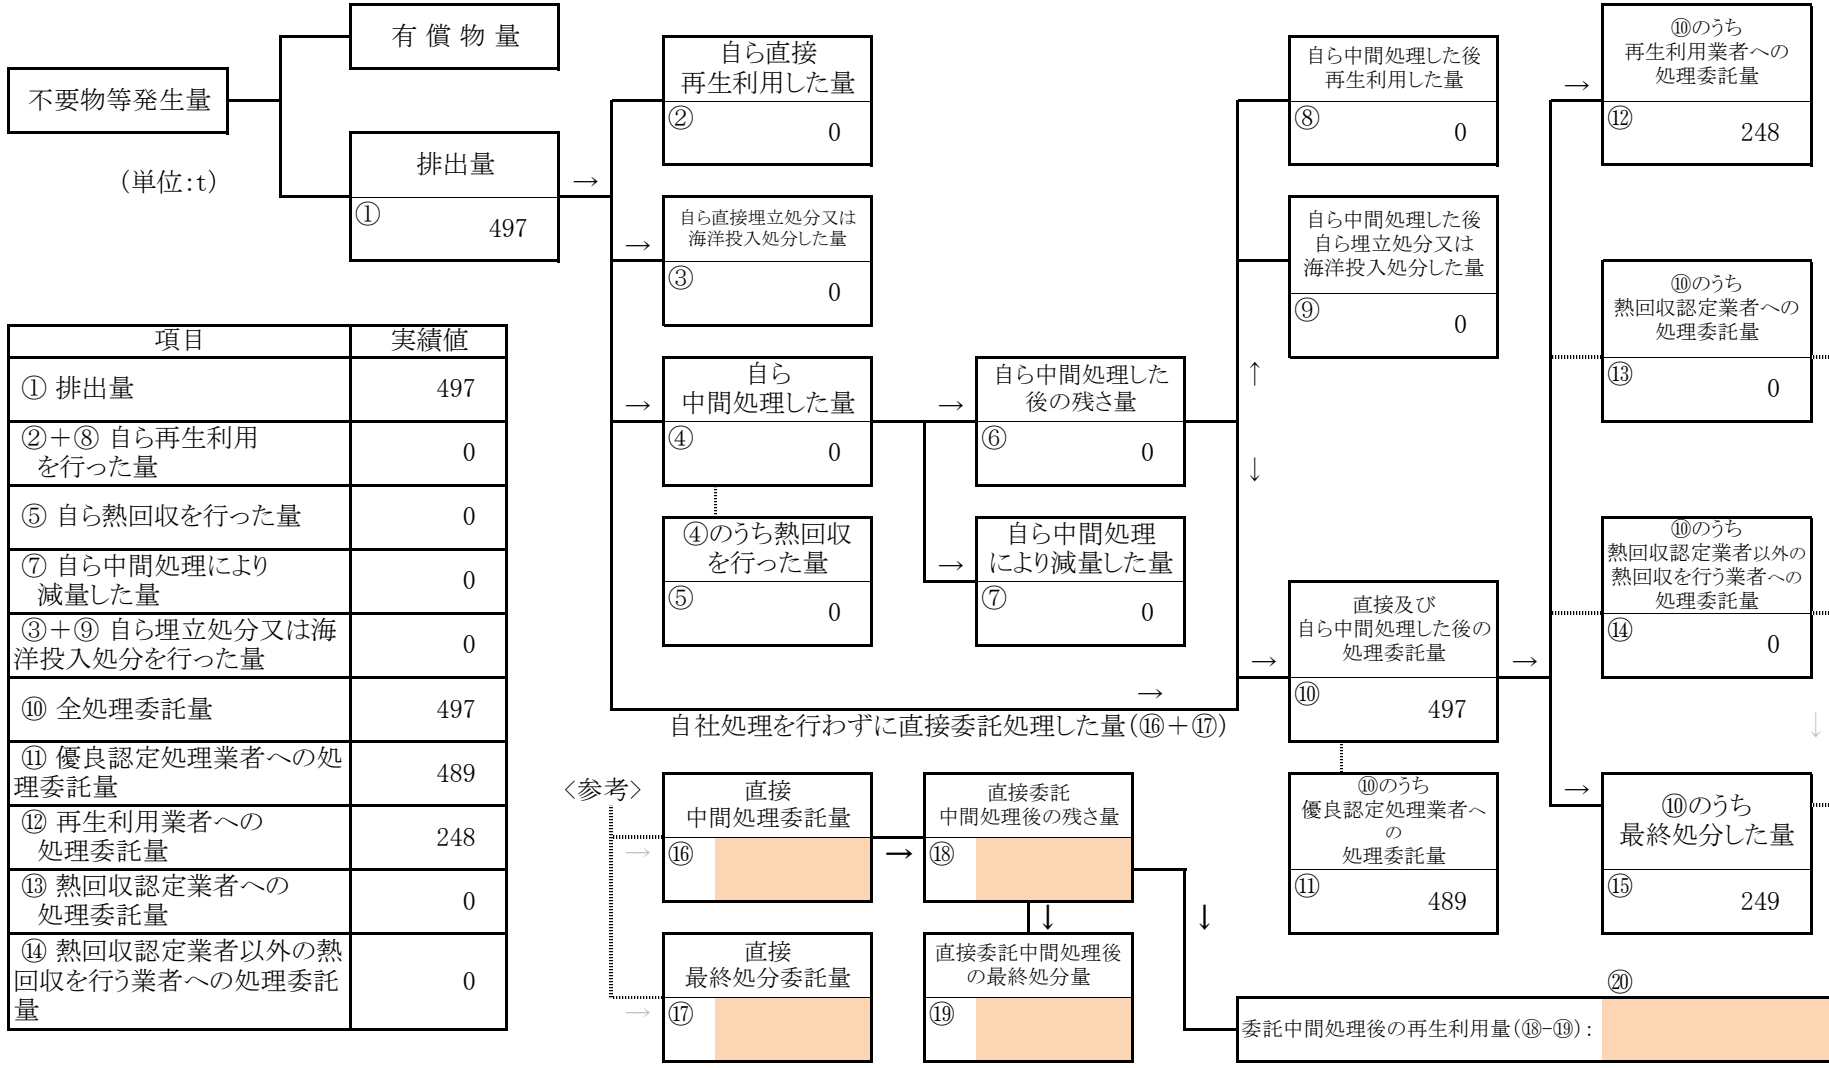 有 償 物 量
不要物等発生量
(単位:t)
排出量
①
497
→
自ら直接
再生利用した量
②
0
→
自ら直接埋立処分又は
海洋投入処分した量
③
0
→
自ら
中間処理した量
④
0
④のうち熱回収
を行った量
⑤
0
→
自ら中間処理した
後の残さ量
⑥
0
→
自ら中間処理
により減量した量
⑦
0
自ら中間処理した後
再生利用した量
⑧
0
自ら中間処理した後
自ら埋立処分又は
海洋投入処分した量
⑨
0
↑
↓
→
自社処理を行わずに直接委託処理した量(⑯+⑰)
→
直接及び
自ら中間処理した後の
処理委託量
⑩
497
→
⑩のうち
優良認定処理業者へ
の
処理委託量
⑪
489
→
⑩のうち
再生利用業者への
処理委託量
⑫
248
⑩のうち
熱回収認定業者への
処理委託量
⑬
0
⑩のうち
熱回収認定業者以外の
熱回収を行う業者への
処理委託量
⑭
0
↓
→
⑩のうち
最終処分した量
⑮
249
項目 実績値
① 排出量 497
②+⑧ 自ら再生利用
を行った量 0
⑤ 自ら熱回収を行った量 0
⑦ 自ら中間処理により
減量した量 0
③+⑨ 自ら埋立処分又は海
洋投入処分を行った量 0
⑩ 全処理委託量 497
⑪ 優良認定処理業者への処
理委託量 489
⑫ 再生利用業者への
処理委託量 248
⑬ 熱回収認定業者への
処理委託量 0
⑭ 熱回収認定業者以外の熱
回収を行う業者への処理委託
量 0
<参考>
→
直接
中間処理委託量
⑯
→
直接委託
中間処理後の残さ量
⑱
↓
↓
→
直接
最終処分委託量
⑰
直接委託中間処理後
の最終処分量
⑲
⑳
委託中間処理後の再生利用量(⑱-⑲):